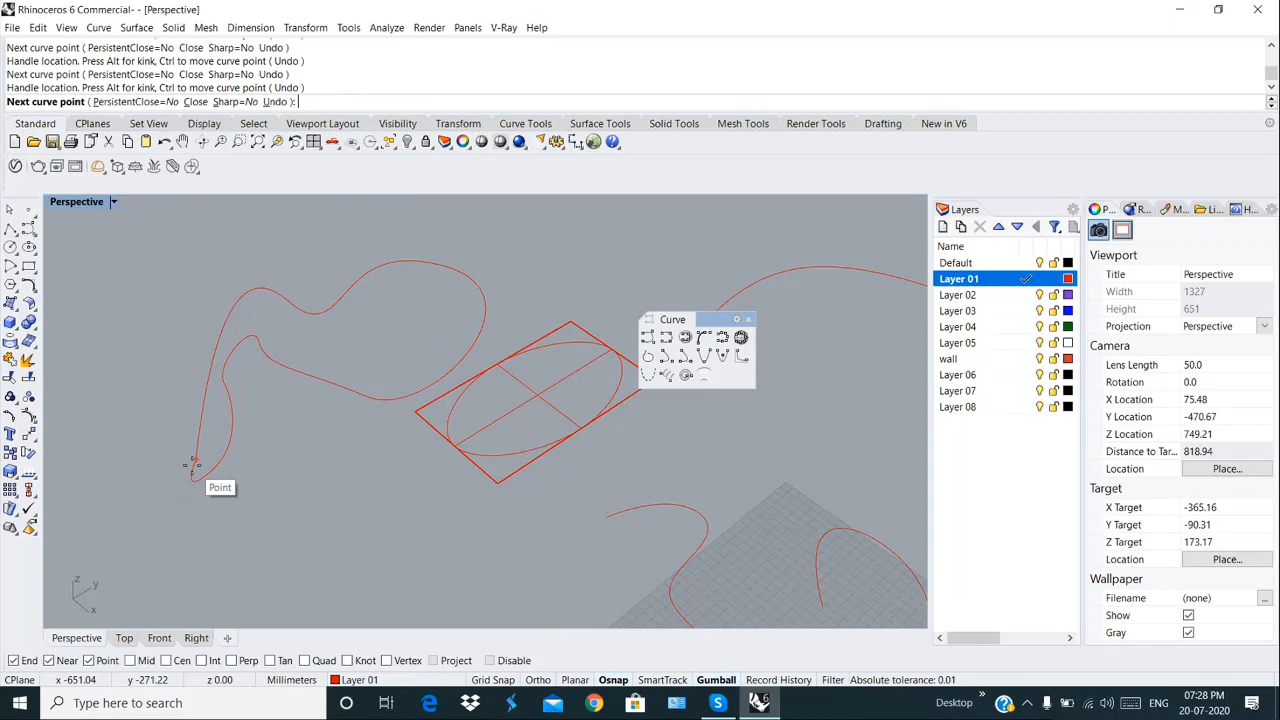 Rhinoceros 6 Commercial- - [Perspective]
File Edit View Curve Surface Solid Mesh Dimension Transform Tools Analyze Render Panels V-Ray Help
Next curve point ( PersistentClose=No Close Sharp=No Undo )
Handle location. Press Alt for kink, Ctrl to move curve point ( Undo )
Next curve point ( PersistentClose=No Close Sharp=No Undo )
Handle location. Press Alt for kink, Ctrl to move curve point ( Undo )
Next curve point ( PersistentClose=No Close Sharp=No Undo ):
Standard CPlanes Set View Display Select Viewport Layout Visibility Transform Curve Tools Surface Tools Solid Tools Mesh Tools Render Tools Drafting New in V6
Perspective
Layers
P... R... M... Li... H...
Name
Default
Layer 01
Layer 02
Layer 03
Layer 04
Layer 05
wall
Layer 06
Layer 07
Layer 08
Viewport
Title Perspective
Width 1327
Height 651
Projection Perspective
Camera
Lens Length 50.0
Rotation 0.0
X Location 75.48
Y Location -470.67
Z Location 749.21
Distance to Tar... 818.94
Location Place...
Target
X Target -365.16
Y Target -90.31
Z Target 173.17
Location Place...
Wallpaper
Filename (none) ...
Show
Gray
Curve
Point
z
y
x
Perspective Top Front Right
End Near Point Mid Cen Int Perp Tan Quad Knot Vertex Project Disable
CPlane x -651.04 y -271.22 z 0.00 Millimeters Layer 01 Grid Snap Ortho Planar Osnap SmartTrack Gumball Record History Filter Absolute tolerance: 0.01
Type here to search
Desktop
ENG
07:28 PM
20-07-2020